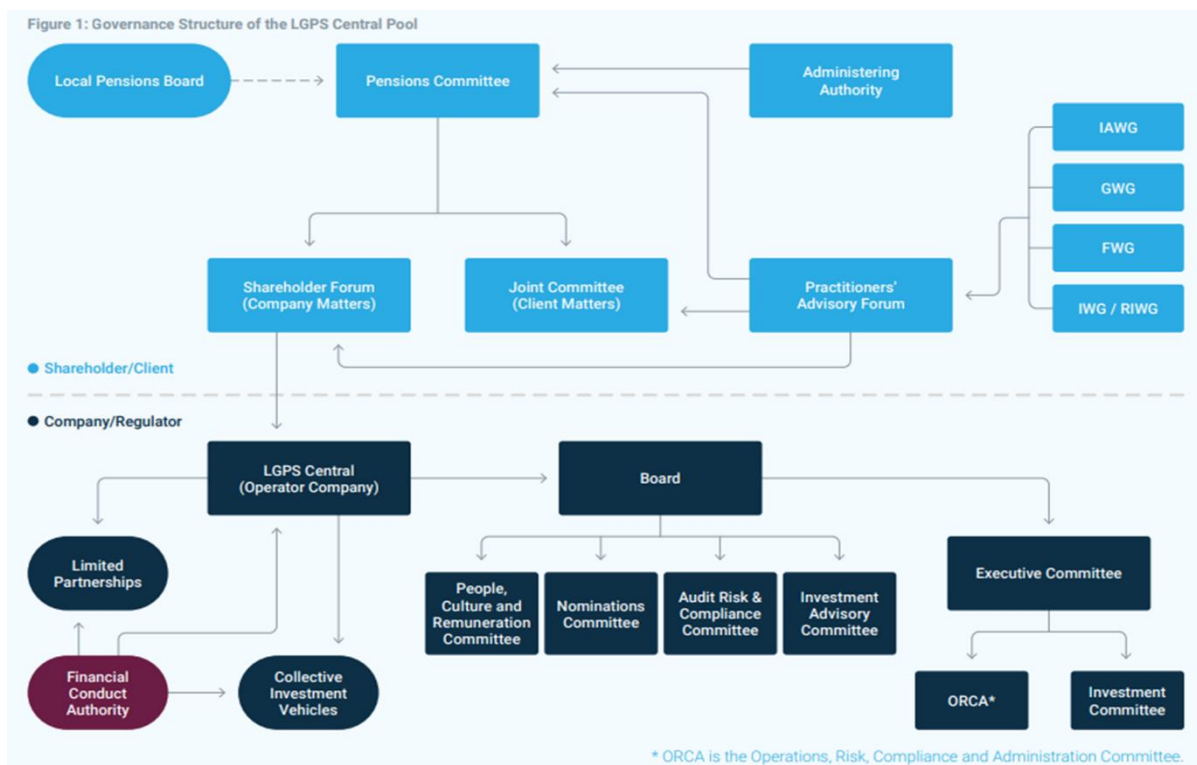 Figure 1: Governance Structure of the LGPS Central Pool
Local Pensions Board
Pensions Committee
Administering
Authority
IAWG
GWG
FWG
IWG / RIWG
Shareholder Forum
(Company Matters)
Joint Committee
(Client Matters)
Practitioners’
Advisory Forum
Shareholder/Client
Company/Regulator
LGPS Central
(Operator Company)
Board
Limited
Partnerships
People,
Culture and
Remuneration
Committee
Nominations
Committee
Audit Risk &
Compliance
Committee
Investment
Advisory
Committee
Executive Committee
Financial
Conduct
Authority
Collective
Investment
Vehicles
ORCA*
Investment
Committee
* ORCA is the Operations, Risk, Compliance and Administration Committee.